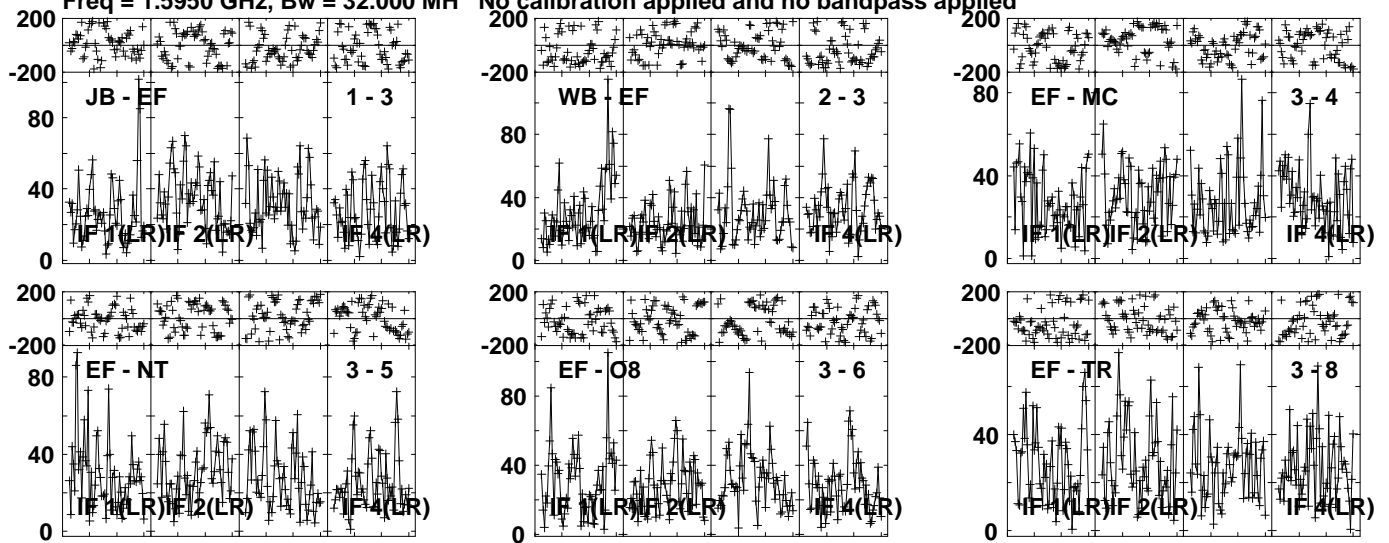 Freq = 1.5950 GHz, Bw = 32.000 MH No calibration applied and no bandpass applied
200
-200
JB - EF 1 - 3
80
40
0
IF 1(LR) IF 2(LR) IF 4(LR)
200
-200
WB - EF 2 - 3
80
40
0
IF 1(LR) IF 2(LR) IF 4(LR)
200
-200
EF - MC 3 - 4
80
40
0
IF 1(LR) IF 2(LR) IF 4(LR)
200
-200
EF - NT 3 - 5
80
40
0
IF 1(LR) IF 2(LR) IF 4(LR)
200
-200
EF - O8 3 - 6
80
40
0
IF 1(LR) IF 2(LR) IF 4(LR)
200
-200
EF - TR 3 - 8
40
0
IF 1(LR) IF 2(LR) IF 4(LR)